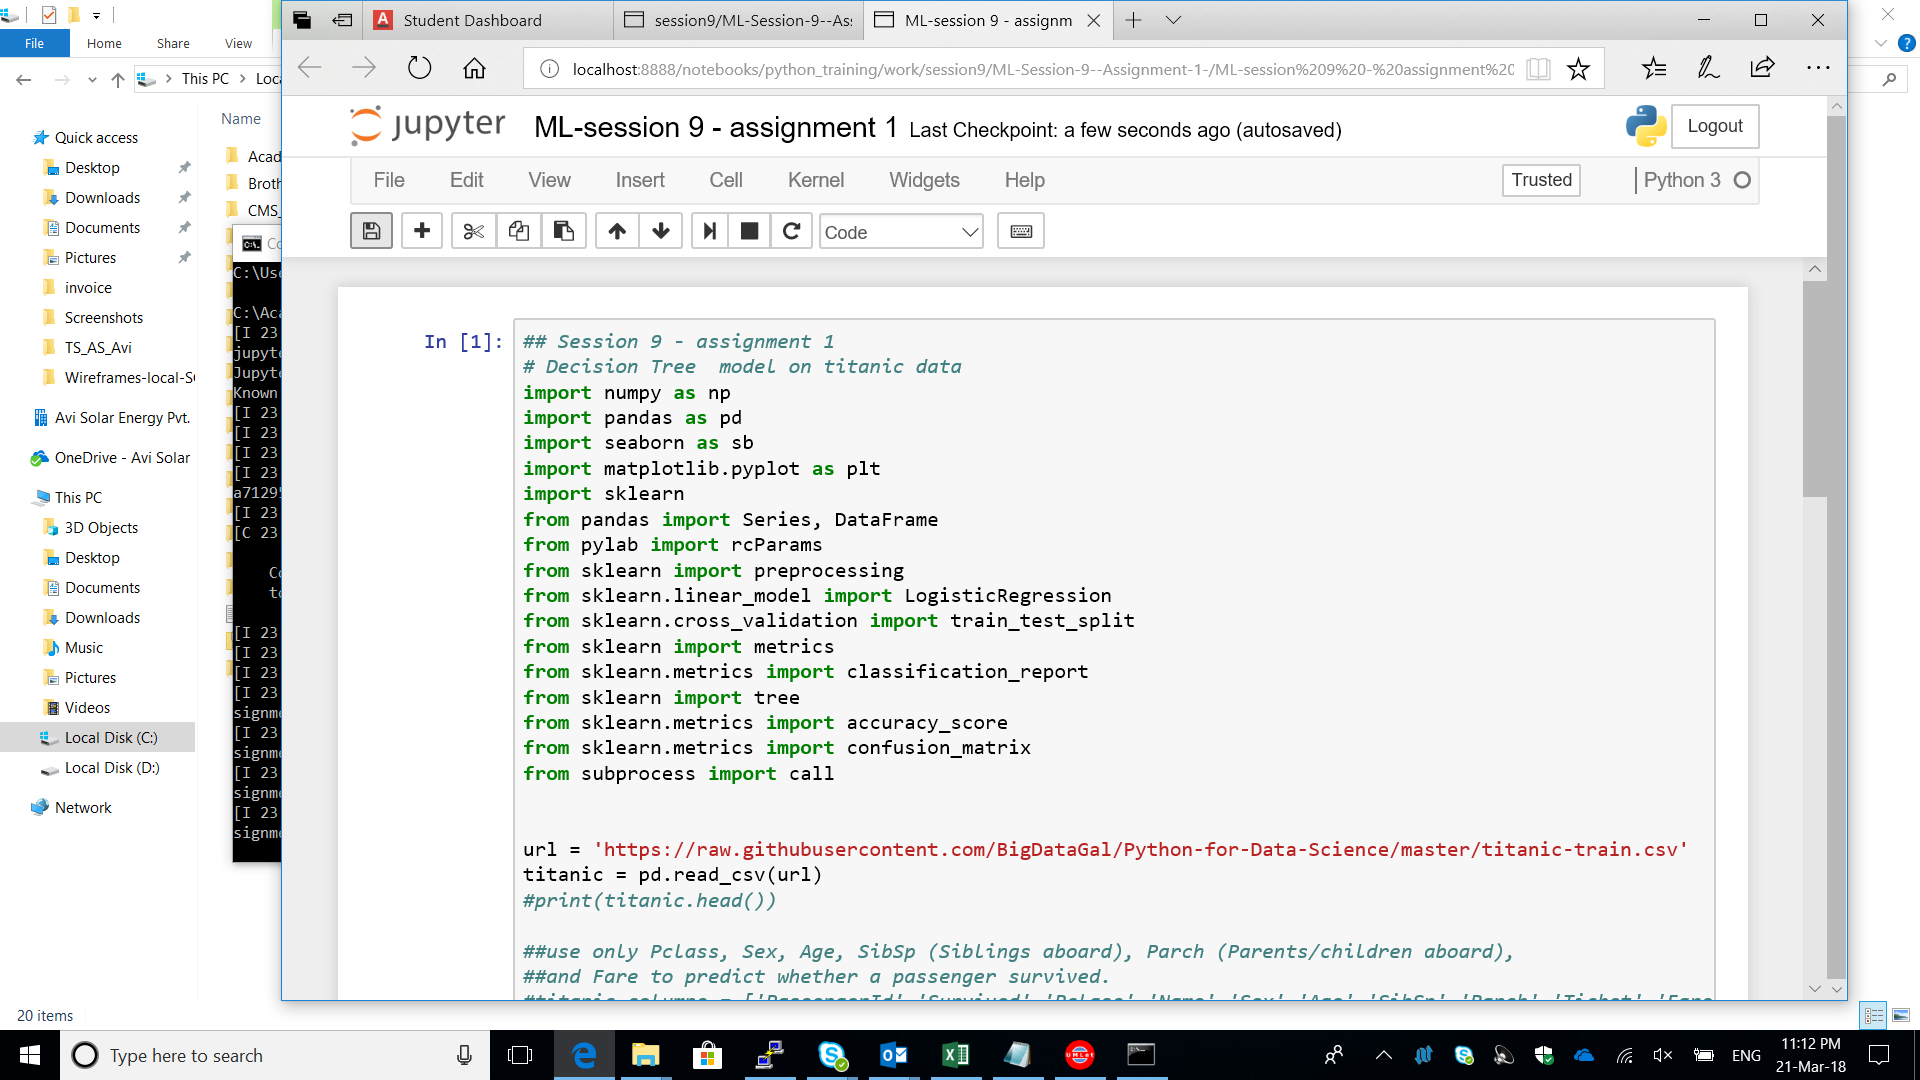 Student Dashboard
session9/ML-Session-9--As:
ML-session 9 - assignm
File
Home
Share
View
This PC
Loca
localhost:8888/notebooks/python_training/work/session9/ML-Session-9--Assignment-1-/ML-session%209%20-%20assignment%20
jupyter
ML-session 9 - assignment 1
Last Checkpoint: a few seconds ago (autosaved)
Logout
File
Edit
View
Insert
Cell
Kernel
Widgets
Help
Trusted
Python 3
Code
Name
Acad
Broth
CMS_
Quick access
Desktop
Downloads
Documents
Pictures
invoice
Screenshots
TS_AS_Avi
Wireframes-local-S
Avi Solar Energy Pvt.
OneDrive - Avi Solar
This PC
3D Objects
Desktop
Documents
Downloads
Music
Pictures
Videos
Local Disk (C:)
Local Disk (D:)
Network
20 items
C:\Use
C:\Aca
[I 23
jupyte
Jupyte
Known
[I 23
[I 23
[I 23
[I 23
a7129
[I 23
[C 23
Co
to
[I 23
[I 23
[I 23
[I 23
signme
[I 23
signme
[I 23
signme
[I 23
signme
In [1]:
## Session 9 - assignment 1
# Decision Tree  model on titanic data
import numpy as np
import pandas as pd
import seaborn as sb
import matplotlib.pyplot as plt
import sklearn
from pandas import Series, DataFrame
from pylab import rcParams
from sklearn import preprocessing
from sklearn.linear_model import LogisticRegression
from sklearn.cross_validation import train_test_split
from sklearn import metrics
from sklearn.metrics import classification_report
from sklearn import tree
from sklearn.metrics import accuracy_score
from sklearn.metrics import confusion_matrix
from subprocess import call
url = 'https://raw.githubusercontent.com/BigDataGal/Python-for-Data-Science/master/titanic-train.csv'
titanic = pd.read_csv(url)
#print(titanic.head())
##use only Pclass, Sex, Age, SibSp (Siblings aboard), Parch (Parents/children aboard),
##and Fare to predict whether a passenger survived.
#titanic.columns = ['PassengerId','Survived','Pclass','Name','Sex','Age','SibSp','Parch','Ticket','Fare
Type here to search
ENG
11:12 PM
21-Mar-18